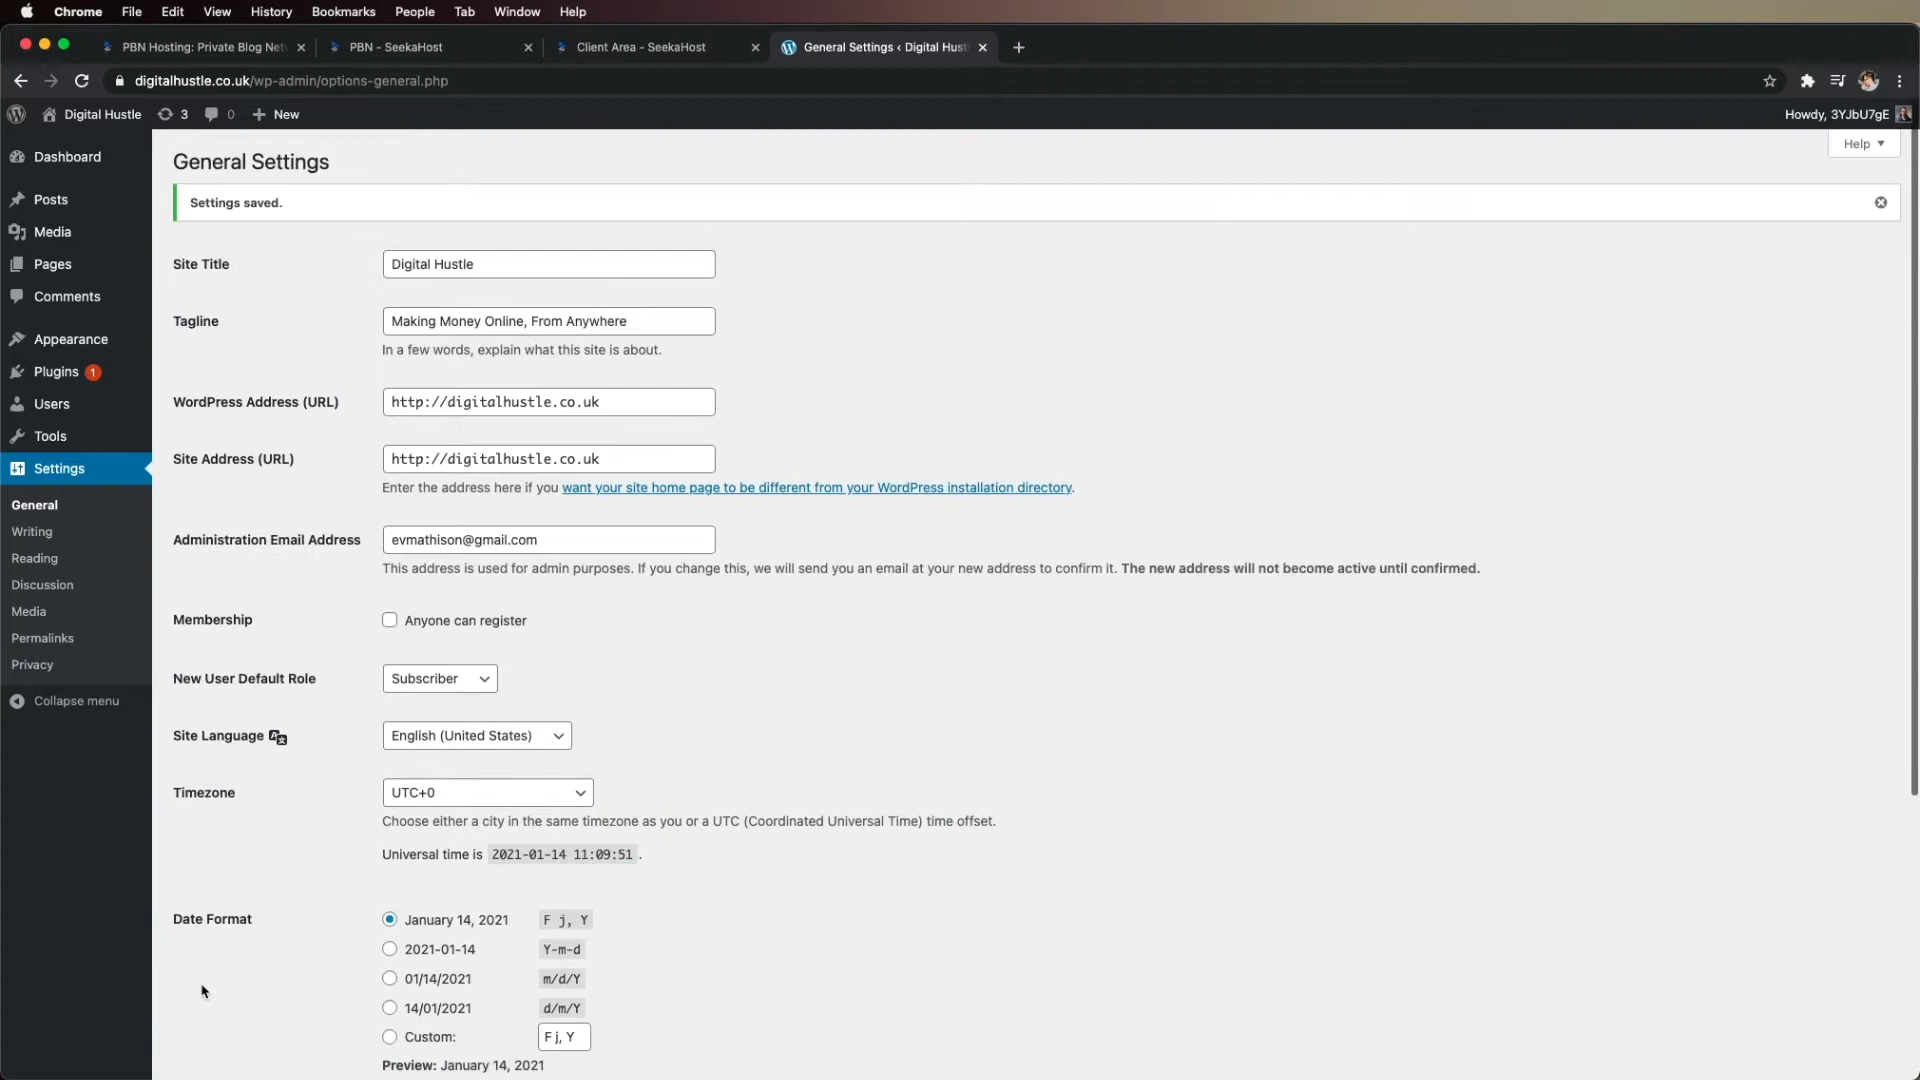 Chrome File Edit View History Bookmarks People Tab Window Help
PBN Hosting: Private Blog Net PBN - SeekaHost Client Area - SeekaHost General Settings ‹ Digital Hust
digitalhustle.co.uk/wp-admin/options-general.php
Digital Hustle 3 0 + New Howdy, 3YJbU7gE
Help
Dashboard
Posts
Media
Pages
Comments
Appearance
Plugins 1
Users
Tools
Settings
General
Writing
Reading
Discussion
Media
Permalinks
Privacy
Collapse menu
General Settings
Settings saved.
Site Title Digital Hustle
Tagline Making Money Online, From Anywhere
In a few words, explain what this site is about.
WordPress Address (URL) http://digitalhustle.co.uk
Site Address (URL) http://digitalhustle.co.uk
Enter the address here if you want your site home page to be different from your WordPress installation directory.
Administration Email Address evmathison@gmail.com
This address is used for admin purposes. If you change this, we will send you an email at your new address to confirm it. The new address will not become active until confirmed.
Membership Anyone can register
New User Default Role Subscriber
Site Language English (United States)
Timezone UTC+0
Choose either a city in the same timezone as you or a UTC (Coordinated Universal Time) time offset.
Universal time is 2021-01-14 11:09:51 .
Date Format January 14, 2021 F j, Y
2021-01-14 Y-m-d
01/14/2021 m/d/Y
14/01/2021 d/m/Y
Custom: F j, Y
Preview: January 14, 2021